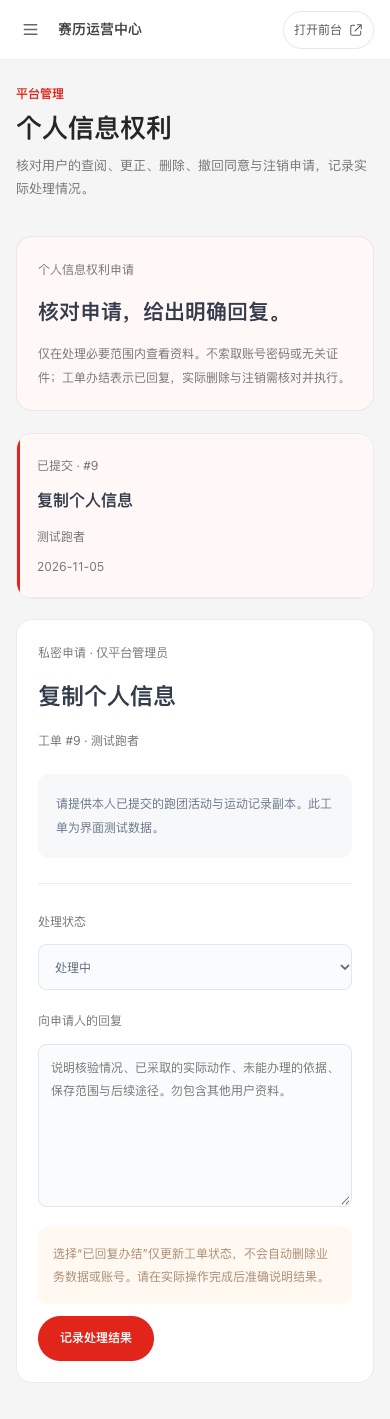 赛历运营中心
打开前台
平台管理
个人信息权利
核对用户的查阅、更正、删除、撤回同意与注销申请，记录实
际处理情况。
个人信息权利申请
核对申请，给出明确回复。
仅在处理必要范围内查看资料。不索取账号密码或无关证
件；工单办结表示已回复，实际删除与注销需核对并执行。
已提交 · #9
复制个人信息
测试跑者
2026-11-05
私密申请 · 仅平台管理员
复制个人信息
工单 #9 · 测试跑者
请提供本人已提交的跑团活动与运动记录副本。此工
单为界面测试数据。
处理状态
处理中
向申请人的回复
说明核验情况、已采取的实际动作、未能办理的依据、
保存范围与后续途径。勿包含其他用户资料。
选择“已回复办结”仅更新工单状态，不会自动删除业
务数据或账号。请在实际操作完成后准确说明结果。
记录处理结果